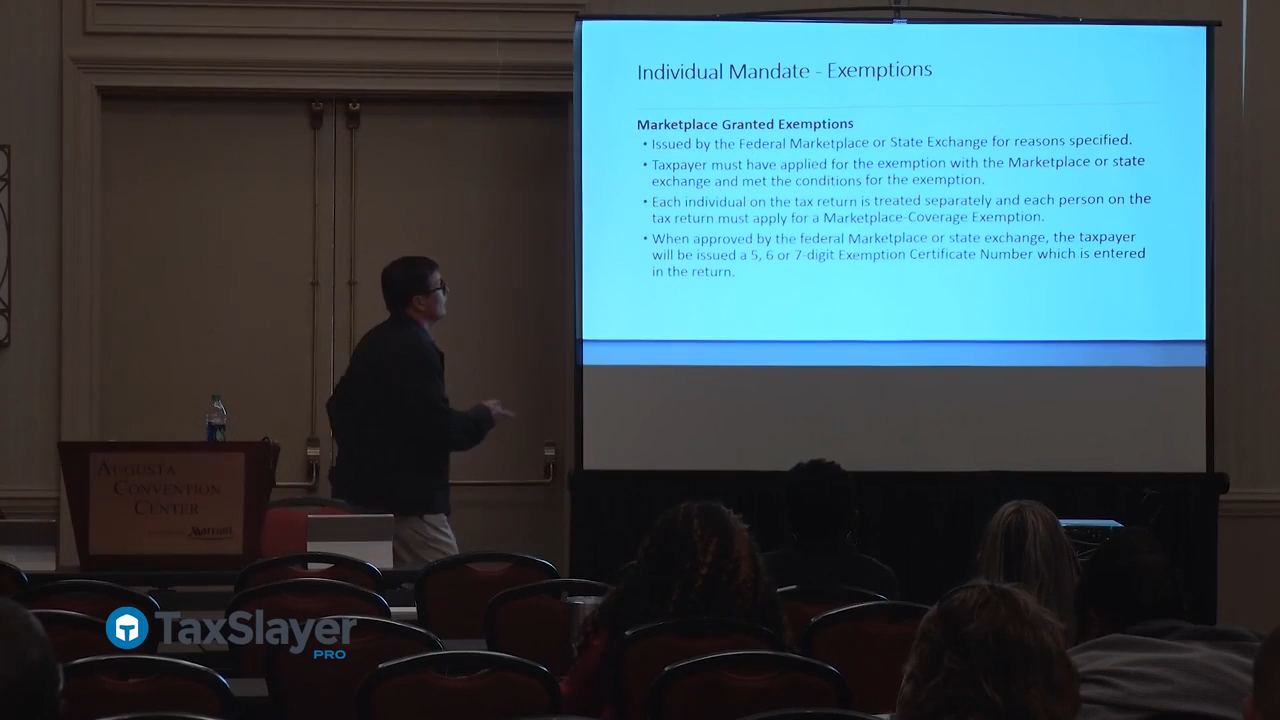 Individual Mandate - Exemptions
Marketplace Granted Exemptions
• Issued by the Federal Marketplace or State Exchange for reasons specified.
• Taxpayer must have applied for the exemption with the Marketplace or state
exchange and met the conditions for the exemption.
• Each individual on the tax return is treated separately and each person on the
tax return must apply for a Marketplace-Coverage Exemption.
• When approved by the federal Marketplace or state exchange, the taxpayer
will be issued a 5, 6 or 7-digit Exemption Certificate Number which is entered
in the return.
AUGUSTA
CONVENTION
CENTER
Marriott
TaxSlayer
PRO